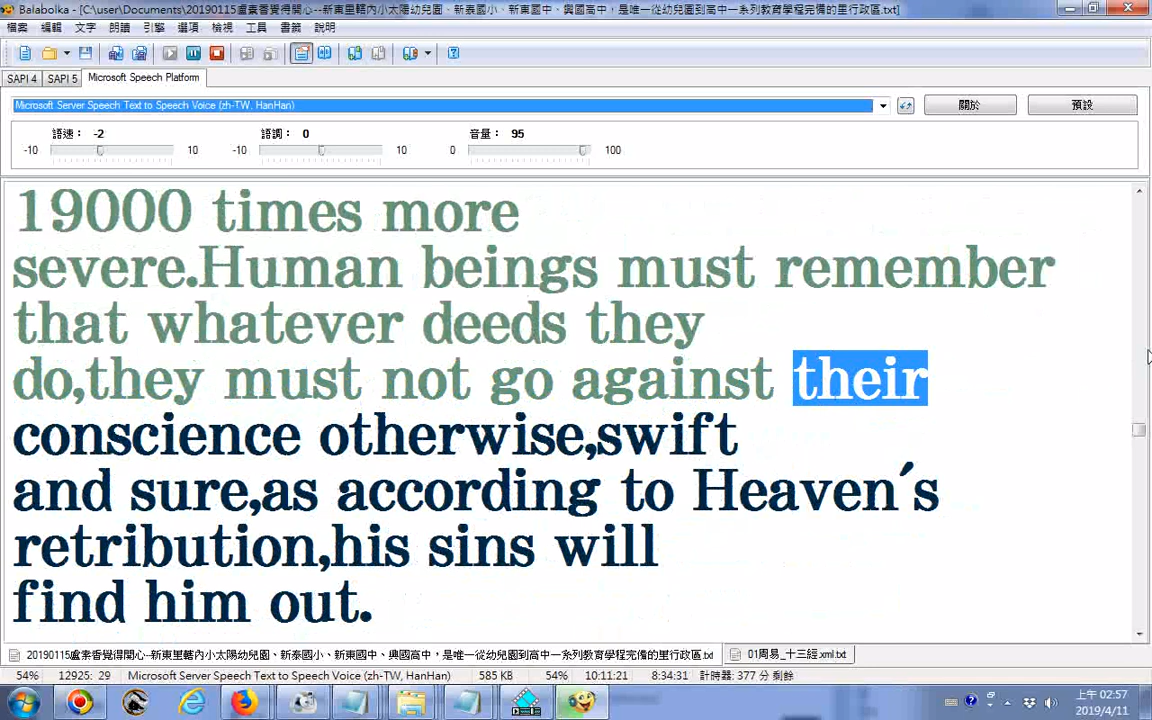 Balabolka - [C:\user\Documents\20190115盧素香覺得開心--新東里轄內小太陽幼兒園、新泰國小、新東國中、興國高中，是唯一從幼兒園到高中一系列教育學程完備的里行政區.txt]
檔案 編輯 文字 朗讀 引擎 選項 檢視 工具 書籤 說明
SAPI 4 SAPI 5 Microsoft Speech Platform
Microsoft Server Speech Text to Speech Voice (zh-TW, HanHan) 關於 預設
語速： -2 語調： 0 音量： 95
-10 10 -10 10 0 100
19000 times more
severe.Human beings must remember
that whatever deeds they
do,they must not go against their
conscience otherwise,swift
and sure,as according to Heaven's
retribution,his sins will
find him out.
20190115盧素香覺得開心--新東里轄內小太陽幼兒園、新泰國小、新東國中、興國高中，是唯一從幼兒園到高中一系列教育學程完備的里行政區.txt 01周易_十三經.xml.txt
54% 12925: 29 Microsoft Server Speech Text to Speech Voice (zh-TW, HanHan) 585 KB 54% 10:11:21 8:34:31 計時器: 377 分 剩餘
上午 02:57
2019/4/11